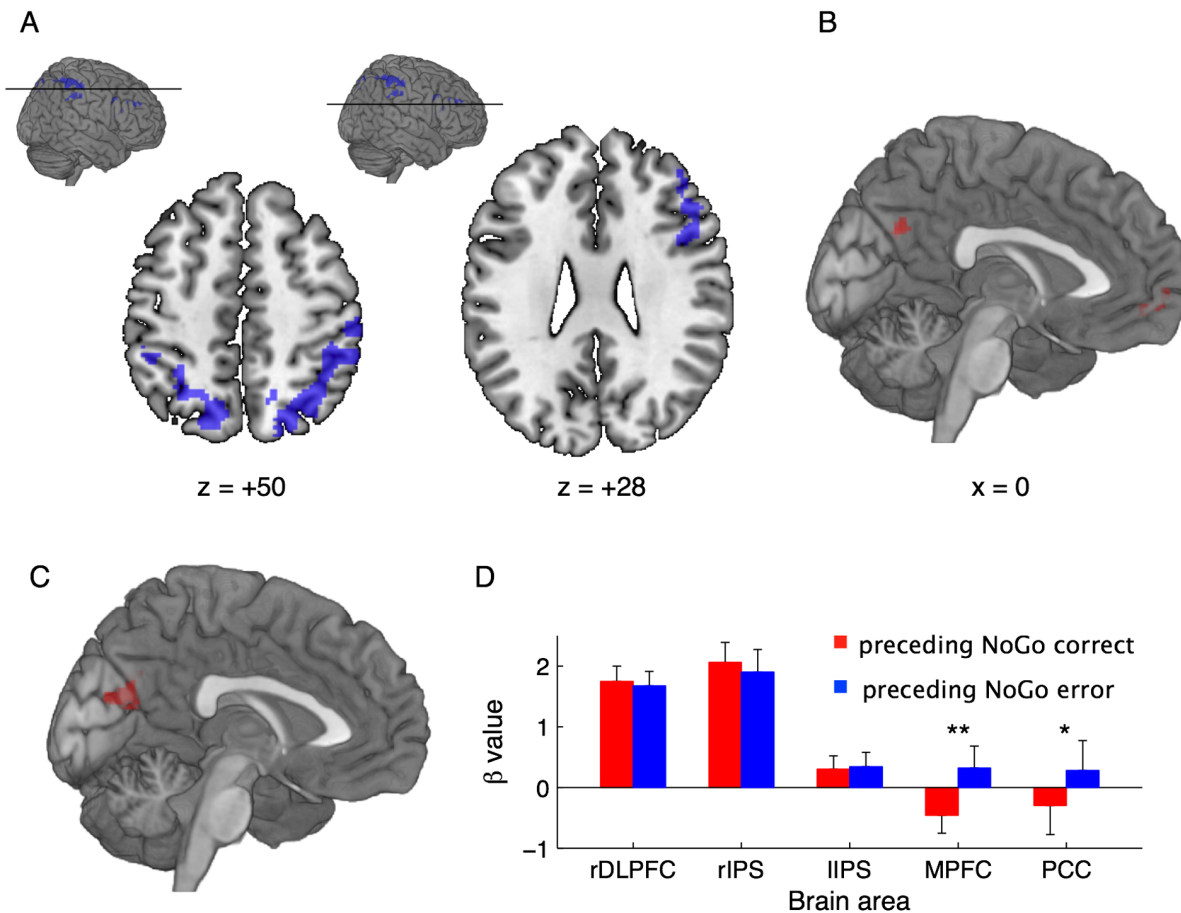 A
B
z = +50
z = +28
x = 0
C
D
preceding NoGo correct
preceding NoGo error
β value
2
1
0
−1
**
*
rDLPFC
rIPS
lIPS
MPFC
PCC
Brain area